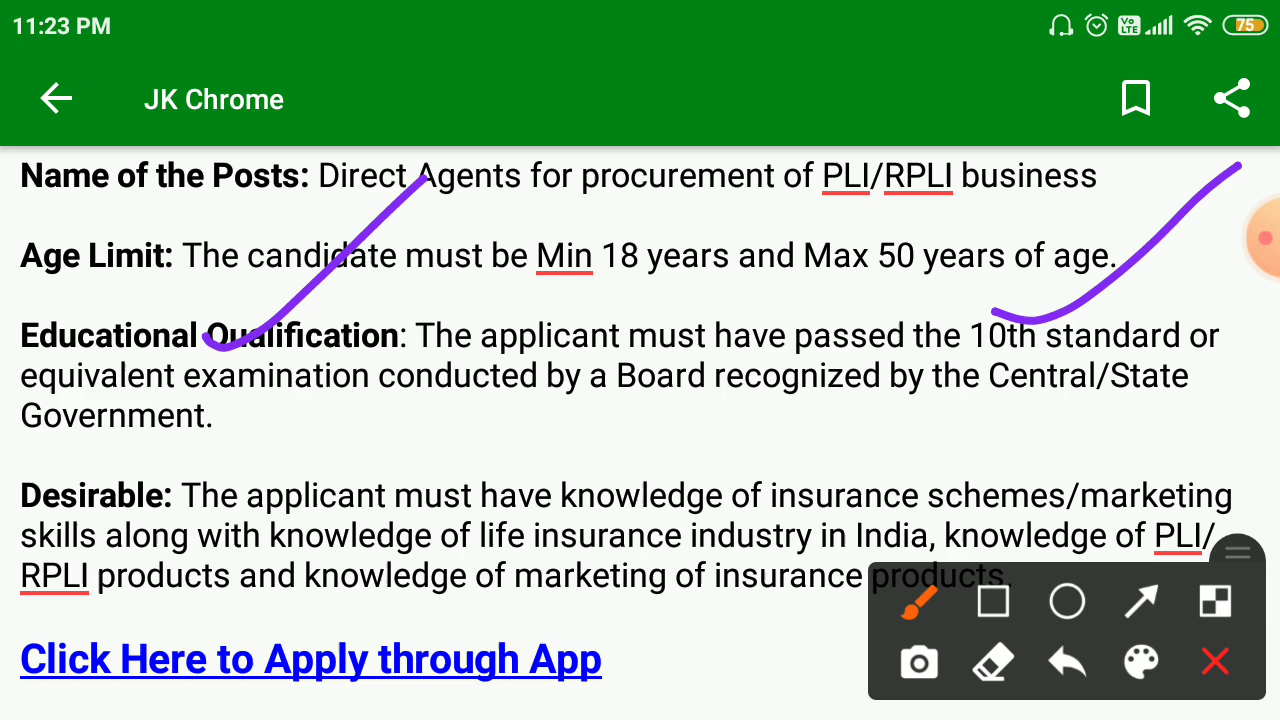 11:23 PM
Vo LTE
75
JK Chrome
Name of the Posts: Direct Agents for procurement of PLI/RPLI business
Age Limit: The candidate must be Min 18 years and Max 50 years of age.
Educational Qualification: The applicant must have passed the 10th standard or
equivalent examination conducted by a Board recognized by the Central/State
Government.
Desirable: The applicant must have knowledge of insurance schemes/marketing
skills along with knowledge of life insurance industry in India, knowledge of PLI/
RPLI products and knowledge of marketing of insurance products.
Click Here to Apply through App